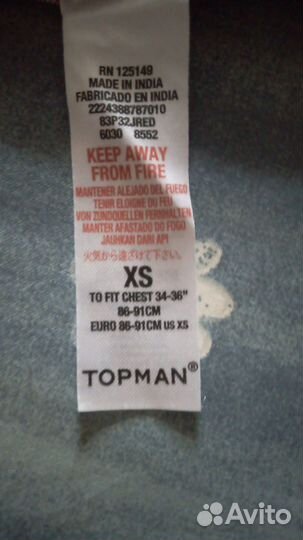 RN 125149
MADE IN INDIA
FABRICADO EN INDIA
2224388787010
83P32JRED
6030 8552
KEEP AWAY
FROM FIRE
MANTENER ALEJADO DEL FUEGO
TENIR ELOIGNE DU FEU
VON ZUNDQUELLEN FERNHALTEN
MANTER AFASTADO DO FOGO
JAUHKAN DARI API
火気から遠ざけて下さい。
XS
TO FIT CHEST 34-36"
86-91CM
EURO 86-91CM US XS
TOPMAN®
Avito